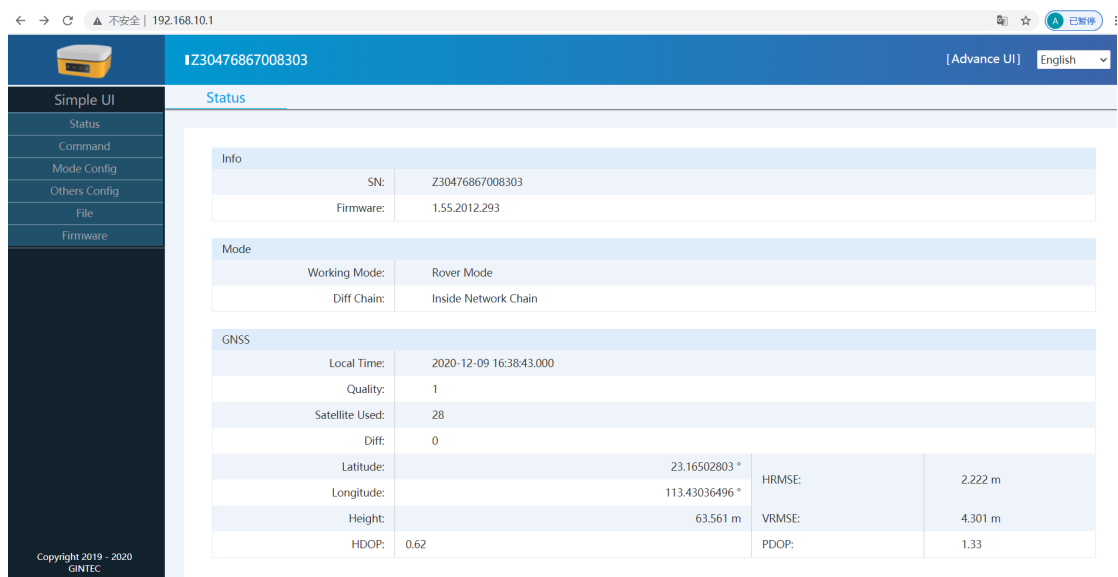 不安全 | 192.168.10.1
A 已暂停
Z30476867008303
[Advance UI] English
Simple UI
Status
Command
Mode Config
Others Config
File
Firmware
Copyright 2019 - 2020
GINTEC
Status
Info
SN: Z30476867008303
Firmware: 1.55.2012.293
Mode
Working Mode: Rover Mode
Diff Chain: Inside Network Chain
GNSS
Local Time: 2020-12-09 16:38:43.000
Quality: 1
Satellite Used: 28
Diff: 0
Latitude: 23.16502803 °
Longitude: 113.43036496 °
HRMSE: 2.222 m
Height: 63.561 m VRMSE: 4.301 m
HDOP: 0.62 PDOP: 1.33